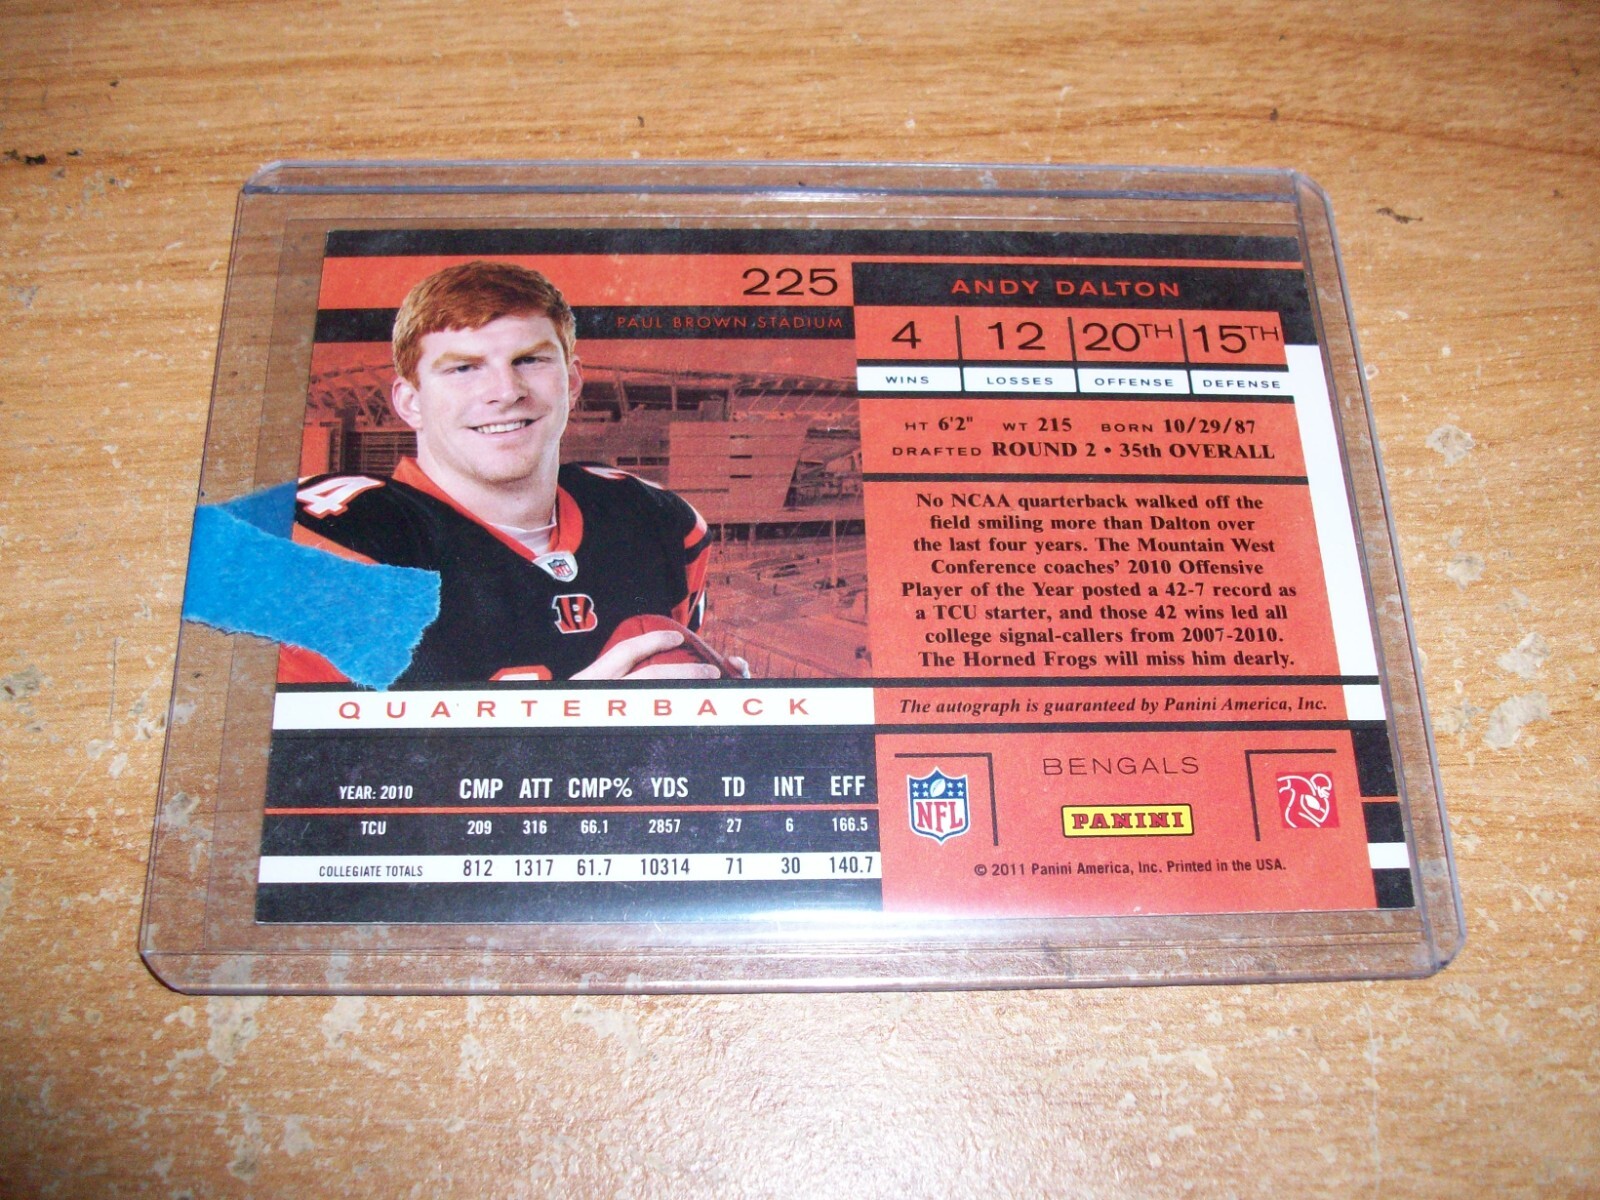 225
PAUL BROWN STADIUM
4
B
QUARTERBACK
YEAR: 2010 CMP ATT CMP% YDS TD INT EFF
TCU 209 316 66.1 2857 27 6 166.5
COLLEGIATE TOTALS 812 1317 61.7 10314 71 30 140.7
ANDY DALTON
4 12 20TH 15TH
WINS LOSSES OFFENSE DEFENSE
HT 6'2" WT 215 BORN 10/29/87
DRAFTED ROUND 2 • 35th OVERALL
No NCAA quarterback walked off the
field smiling more than Dalton over
the last four years. The Mountain West
Conference coaches' 2010 Offensive
Player of the Year posted a 42-7 record as
a TCU starter, and those 42 wins led all
college signal-callers from 2007-2010.
The Horned Frogs will miss him dearly.
The autograph is guaranteed by Panini America, Inc.
BENGALS
NFL
PANINI
© 2011 Panini America, Inc. Printed in the USA.